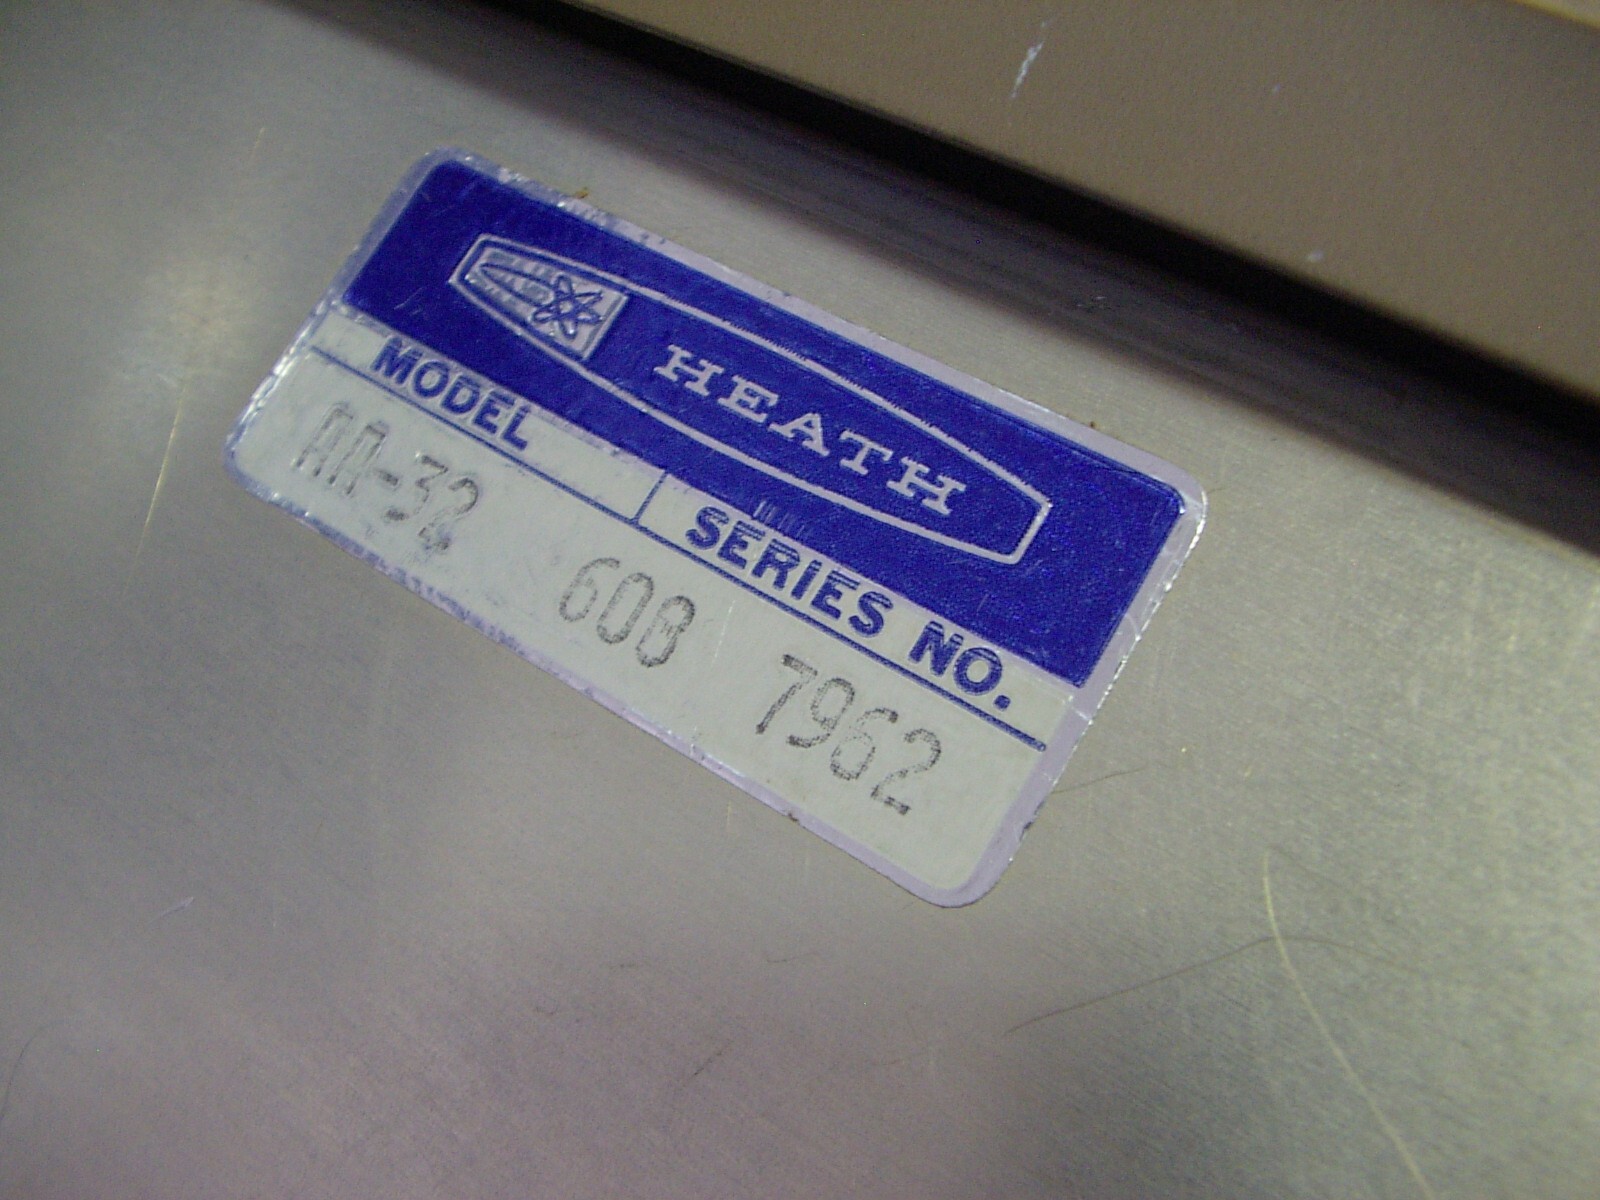 HEATH
MODEL SERIES NO.
AA-32 608 7962